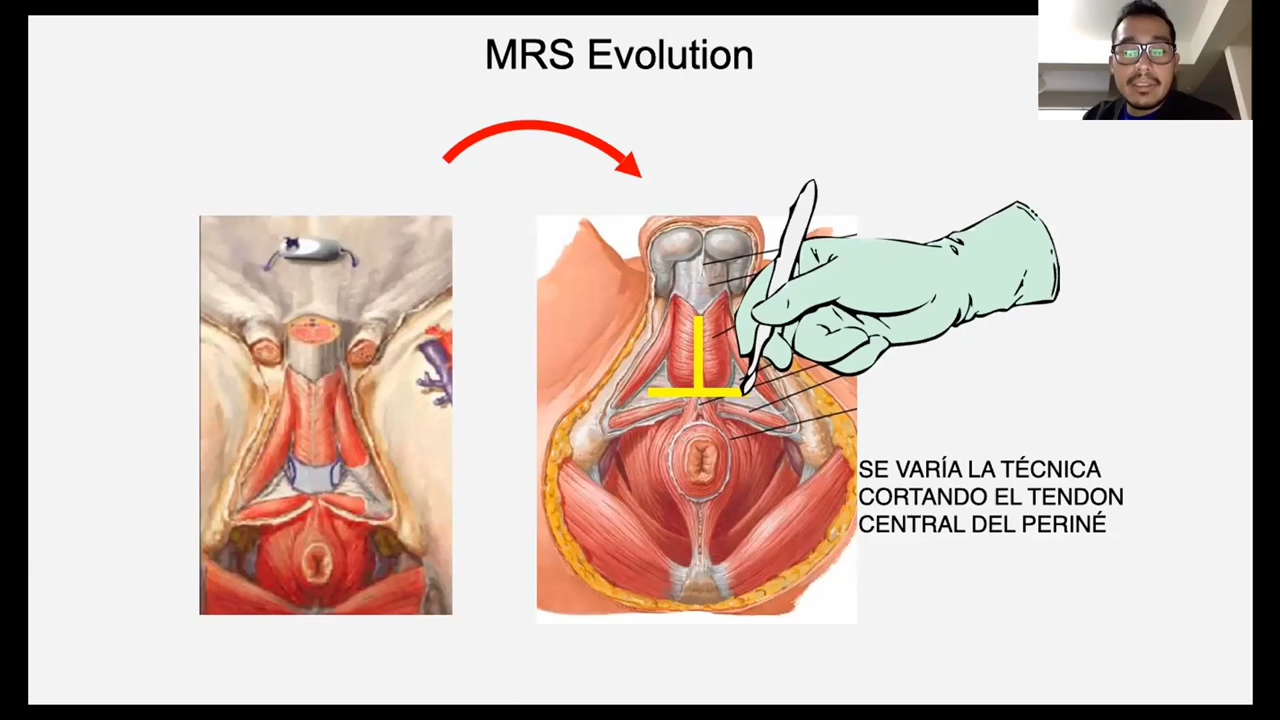 MRS Evolution
SE VARÍA LA TÉCNICA
CORTANDO EL TENDON
CENTRAL DEL PERINÉ